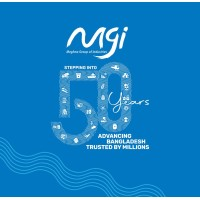 mgi
Meghna Group of Industries
STEPPING INTO
50
Years
ADVANCING
BANGLADESH
TRUSTED BY MILLIONS